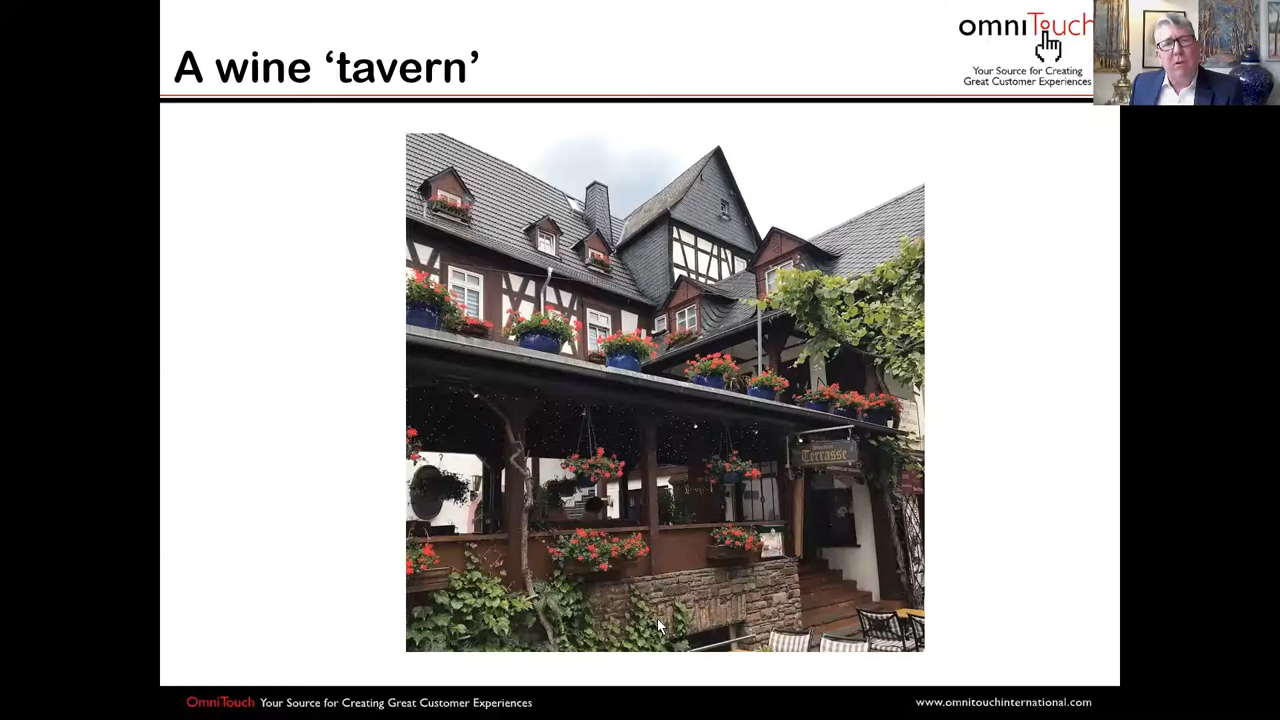 A wine ‘tavern’
omniTouch
Your Source for Creating
Great Customer Experiences
Terrasse
OmniTouch Your Source for Creating Great Customer Experiences
www.omnitouchinternational.com